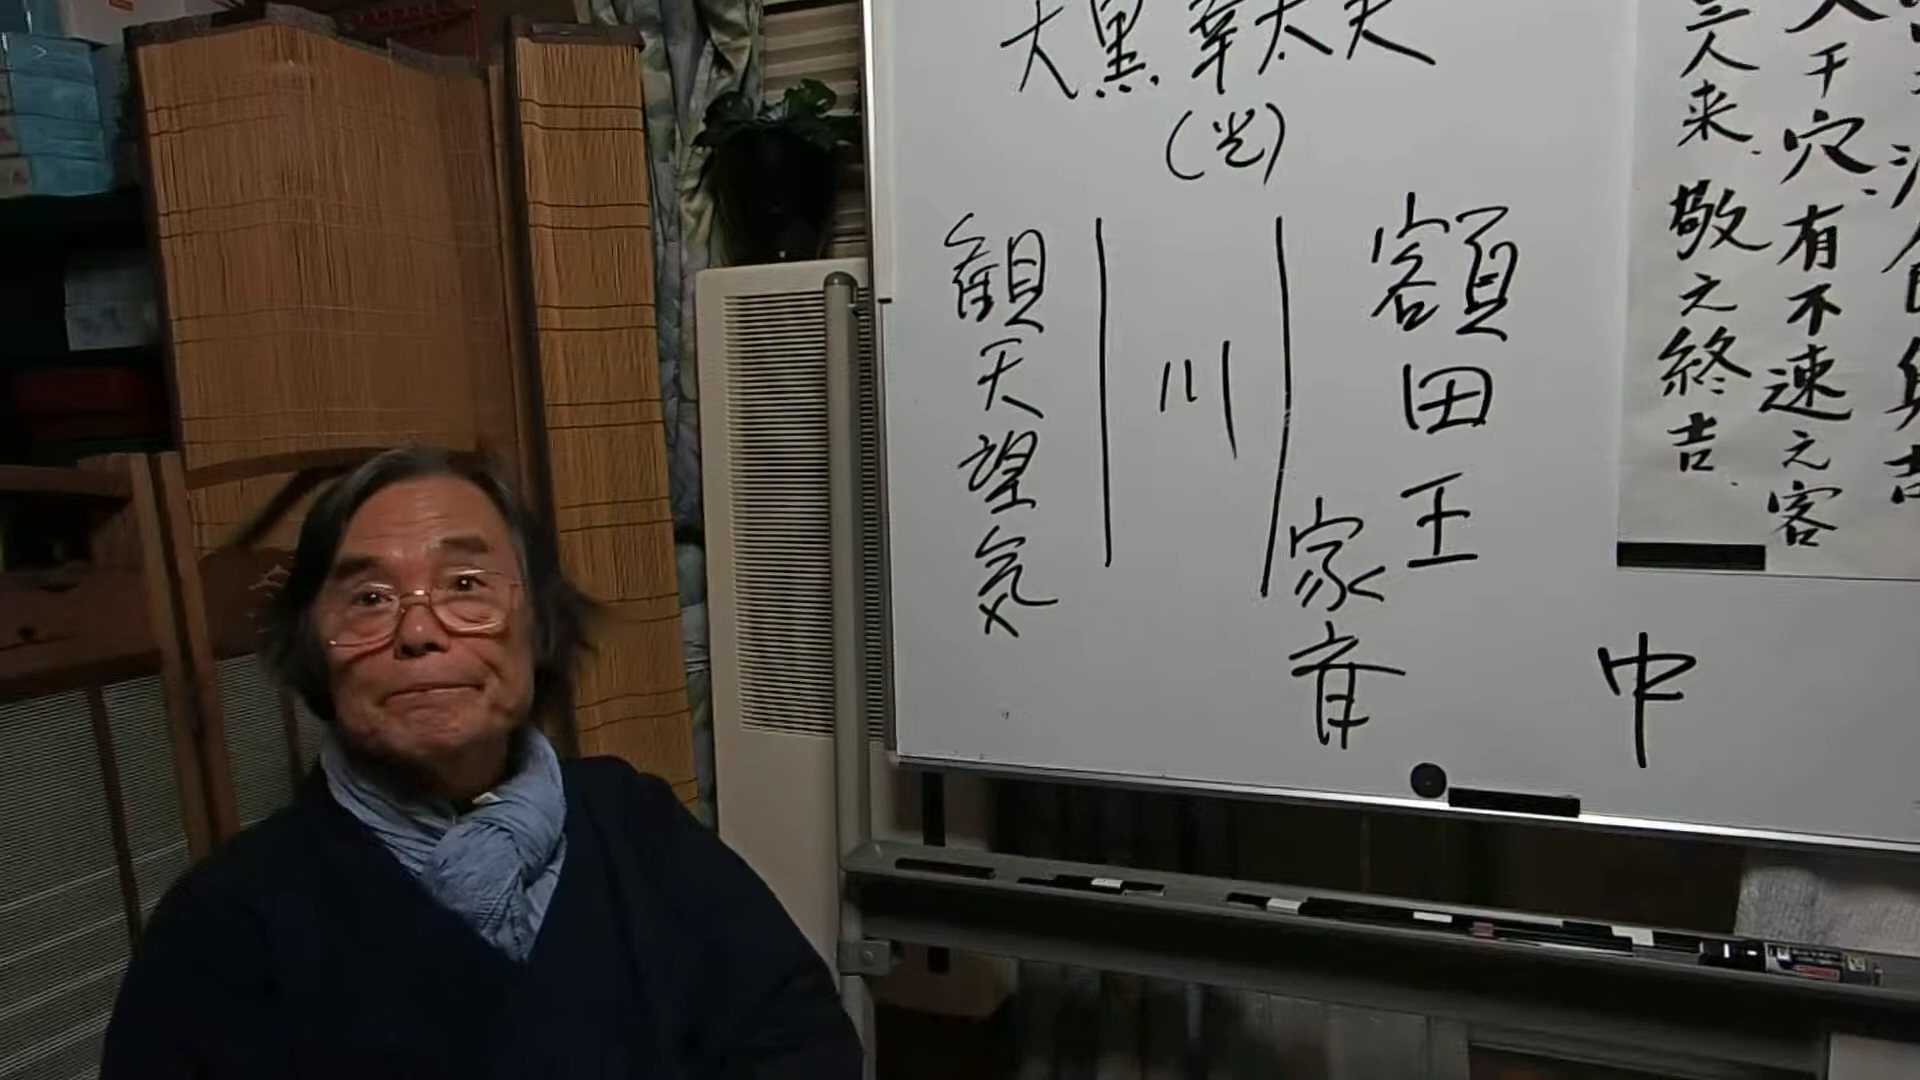 大黒幸太夫
(光)
額田王
川
観天望気
家
中
入于穴、有不速之客
三人来、敬之終吉、